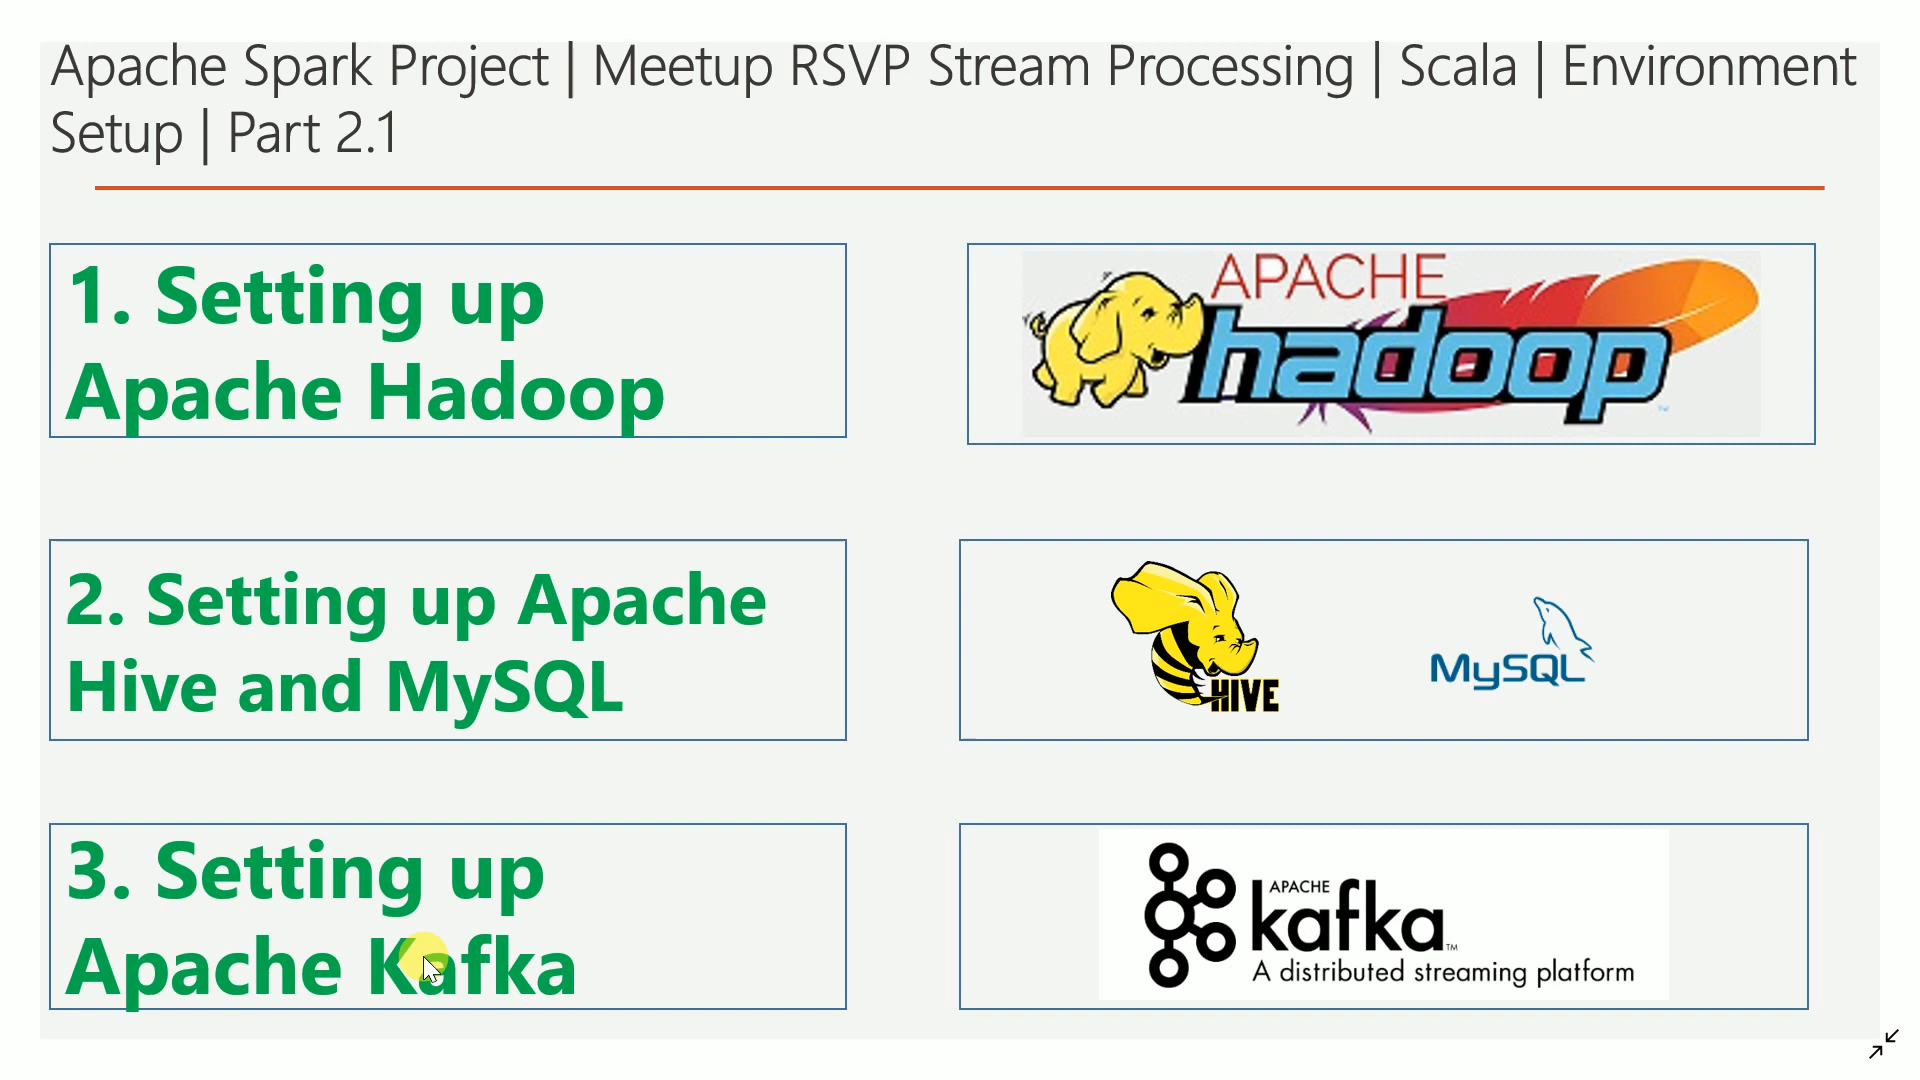 Apache Spark Project | Meetup RSVP Stream Processing | Scala | Environment
Setup | Part 2.1
1. Setting up
Apache Hadoop
APACHE
hadoop
TM
2. Setting up Apache
Hive and MySQL
HIVE
MySQL
3. Setting up
Apache Kafka
APACHE
kafka
TM
A distributed streaming platform